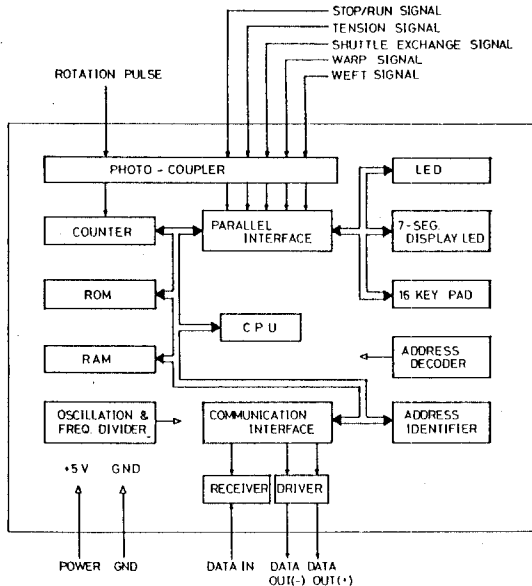 STOP/RUN SIGNAL
TENSION SIGNAL
SHUTTLE EXCHANGE SIGNAL
WARP SIGNAL
WEFT SIGNAL
ROTATION PULSE
PHOTO - COUPLER
LED
COUNTER
PARALLEL
INTERFACE
7-SEG.
DISPLAY LED
ROM
16 KEY PAD
CPU
RAM
ADDRESS
DECODER
OSCILLATION &
FREQ. DIVIDER
COMMUNICATION
INTERFACE
ADDRESS
IDENTIFIER
+5V GND
RECEIVER
DRIVER
POWER GND
DATA IN
DATA DATA
OUT(-) OUT(+)